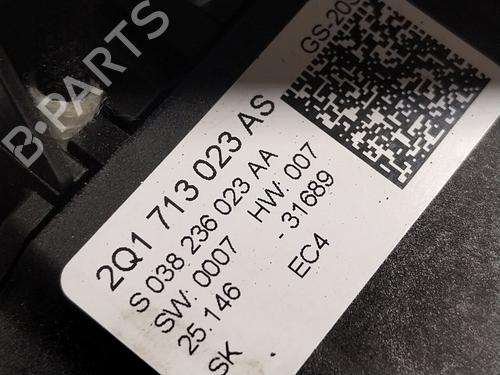 B-PARTS
GS-20
2Q1 713 023 AS
S 038 236 023 AA
SW: 0007 HW: 007
25.146 - 31689
SK EC4